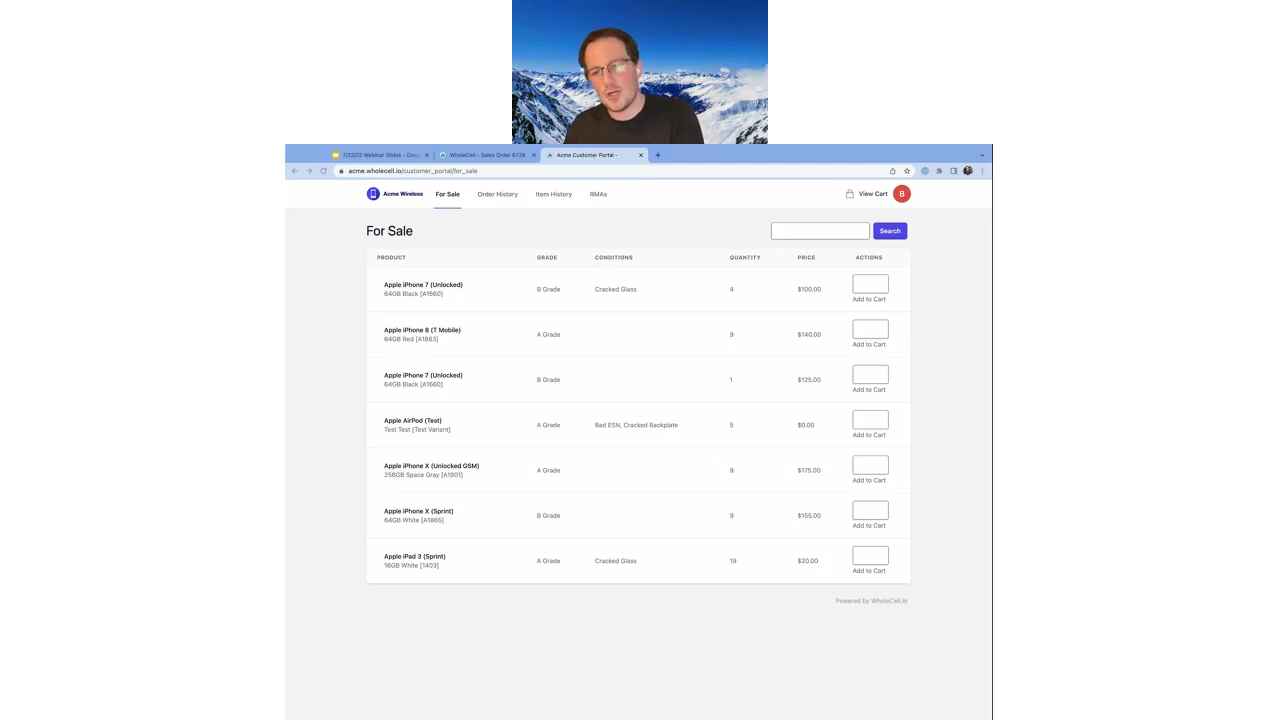 7/22/22 Webinar Slides - Goo
WholeCell - Sales Order 6726
Acme Customer Portal -
acme.wholecell.io/customer_portal/for_sale
Acme Wireless
For Sale
Order History
Item History
RMAs
View Cart
B
For Sale
Search
PRODUCT GRADE CONDITIONS QUANTITY PRICE ACTIONS
Apple iPhone 7 (Unlocked)
64GB Black [A1660]
B Grade Cracked Glass 4 $100.00
Add to Cart
Apple iPhone 8 (T Mobile)
64GB Red [A1863]
A Grade 9 $140.00
Add to Cart
Apple iPhone 7 (Unlocked)
64GB Black [A1660]
B Grade 1 $125.00
Add to Cart
Apple AirPod (Test)
Test Test [Test Variant]
A Grade Bad ESN, Cracked Backplate 5 $0.00
Add to Cart
Apple iPhone X (Unlocked GSM)
256GB Space Gray [A1901]
A Grade 9 $175.00
Add to Cart
Apple iPhone X (Sprint)
64GB White [A1865]
B Grade 9 $155.00
Add to Cart
Apple iPad 3 (Sprint)
16GB White [1403]
A Grade Cracked Glass 19 $20.00
Add to Cart
Powered by WholeCell.io